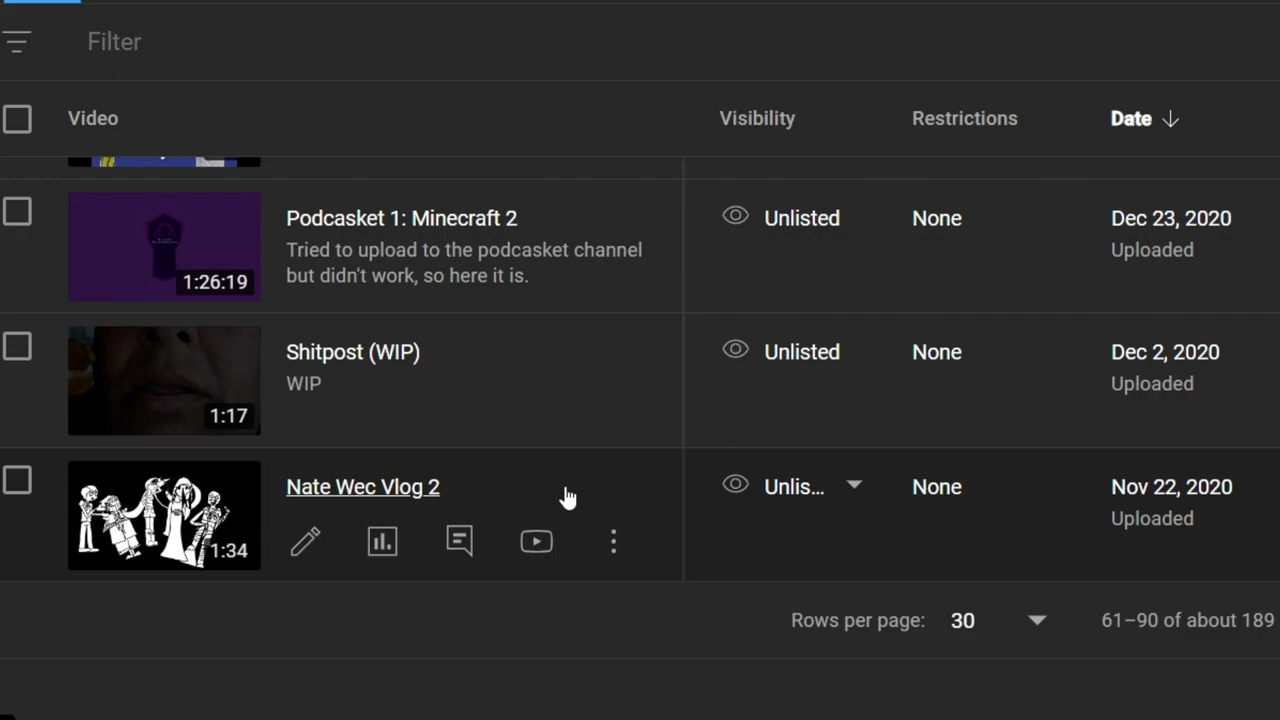 Filter
Video Visibility Restrictions Date
Podcasket 1: Minecraft 2 Unlisted None Dec 23, 2020
Tried to upload to the podcasket channel Uploaded
but didn't work, so here it is.
1:26:19
Shitpost (WIP) Unlisted None Dec 2, 2020
WIP Uploaded
1:17
Nate Wec Vlog 2 Unlis... None Nov 22, 2020
Uploaded
1:34
Rows per page: 30 61–90 of about 189